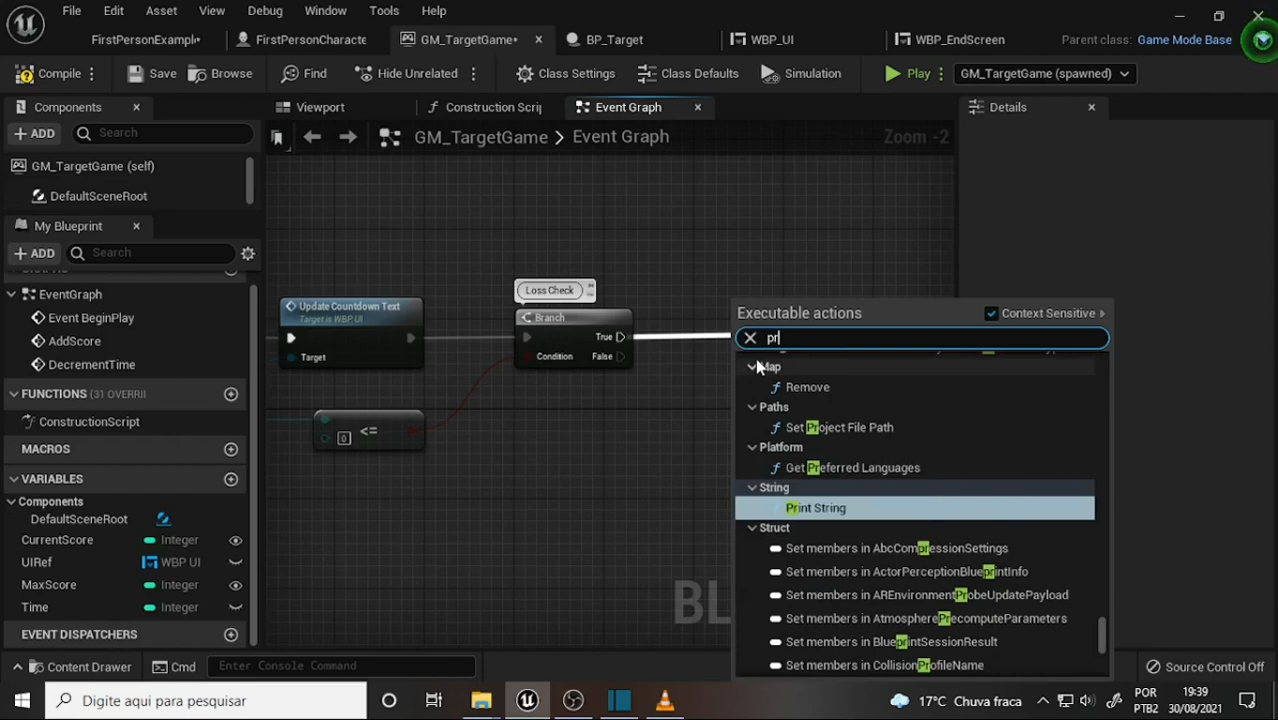 File Edit Asset View Debug Window Tools Help
FirstPersonExampl• FirstPersonCharacte GM_TargetGame• BP_Target WBP_UI WBP_EndScreen Parent class: Game Mode Base
Compile Save Browse Find Hide Unrelated Class Settings Class Defaults Simulation Play GM_TargetGame (spawned)
Components Viewport Construction Scrip Event Graph Details
ADD Search GM_TargetGame > Event Graph Zoom -2
GM_TargetGame (self)
DefaultSceneRoot
My Blueprint
ADD Search
EventGraph
Event BeginPlay
AddScore
DecrementTime
FUNCTIONS (31 OVERRI
ConstructionScript
MACROS
VARIABLES
Components
DefaultSceneRoot
CurrentScore Integer
UIRef WBP UI
MaxScore Integer
Time Integer
EVENT DISPATCHERS
Update Countdown Text
Target is WBP UI
Target
Loss Check
Branch
True
Condition False
0 <=
Executable actions Context Sensitive
pr
Map
Remove
Paths
Set Project File Path
Platform
Get Preferred Languages
String
Print String
Struct
Set members in AbcCompressionSettings
Set members in ActorPerceptionBlueprintInfo
Set members in AREnvironmentProbeUpdatePayload
Set members in AtmospherePrecomputeParameters
Set members in BlueprintSessionResult
Set members in CollisionProfileName
BL
Content Drawer Cmd Enter Console Command Source Control Off
Digite aqui para pesquisar 17°C Chuva fraca POR PTB2 19:39 30/08/2021